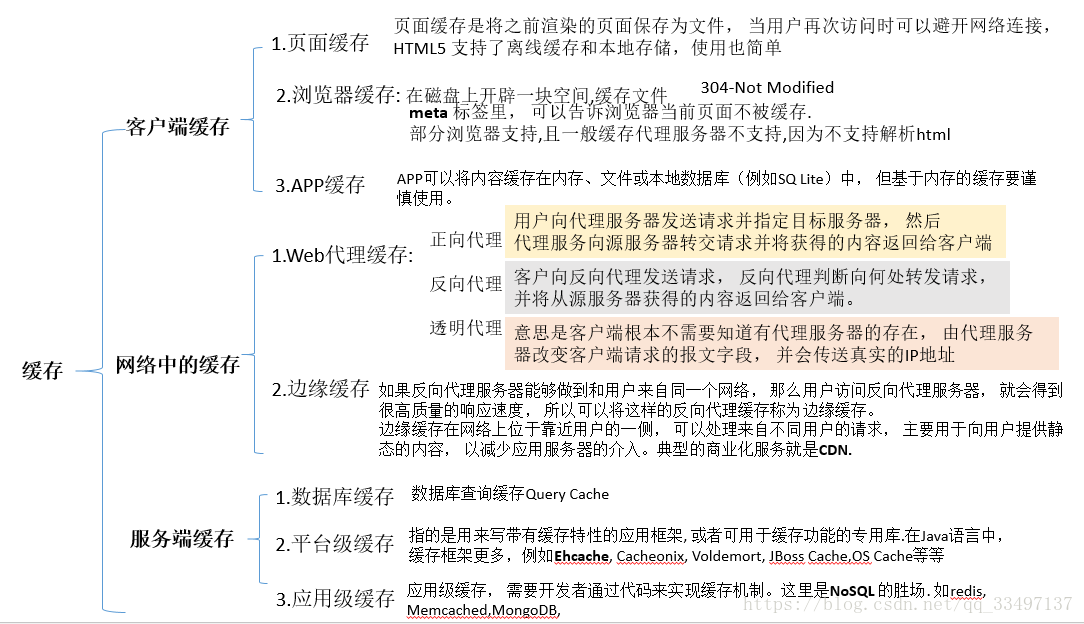 缓存
客户端缓存
1.页面缓存
页面缓存是将之前渲染的页面保存为文件， 当用户再次访问时可以避开网络连接，
HTML5 支持了离线缓存和本地存储，使用也简单
2.浏览器缓存:
在磁盘上开辟一块空间,缓存文件
304-Not Modified
meta 标签里， 可以告诉浏览器当前页面不被缓存.
部分浏览器支持,且一般缓存代理服务器不支持,因为不支持解析html
3.APP缓存
APP可以将内容缓存在内存、文件或本地数据库（例如SQ Lite）中， 但基于内存的缓存要谨
慎使用。
网络中的缓存
1.Web代理缓存:
正向代理
用户向代理服务器发送请求并指定目标服务器， 然后
代理服务向源服务器转交请求并将获得的内容返回给客户端
反向代理
客户向反向代理发送请求， 反向代理判断向何处转发请求，
并将从源服务器获得的内容返回给客户端。
透明代理
意思是客户端根本不需要知道有代理服务器的存在， 由代理服务
器改变客户端请求的报文字段， 并会传送真实的IP地址
2.边缘缓存
如果反向代理服务器能够做到和用户来自同一个网络， 那么用户访问反向代理服务器， 就会得到
很高质量的响应速度， 所以可以将这样的反向代理缓存称为边缘缓存。
边缘缓存在网络上位于靠近用户的一侧， 可以处理来自不同用户的请求， 主要用于向用户提供静
态的内容， 以减少应用服务器的介入。典型的商业化服务就是CDN.
服务端缓存
1.数据库缓存
数据库查询缓存Query Cache
2.平台级缓存
指的是用来写带有缓存特性的应用框架,或者可用于缓存功能的专用库.在Java语言中，
缓存框架更多，例如Ehcache, Cacheonix, Voldemort, JBoss Cache,OS Cache等等
3.应用级缓存
应用级缓存， 需要开发者通过代码来实现缓存机制。这里是NoSQL 的胜场. 如redis,
Memcached,MongoDB,
https://blog.csdn.net/qq_33497137